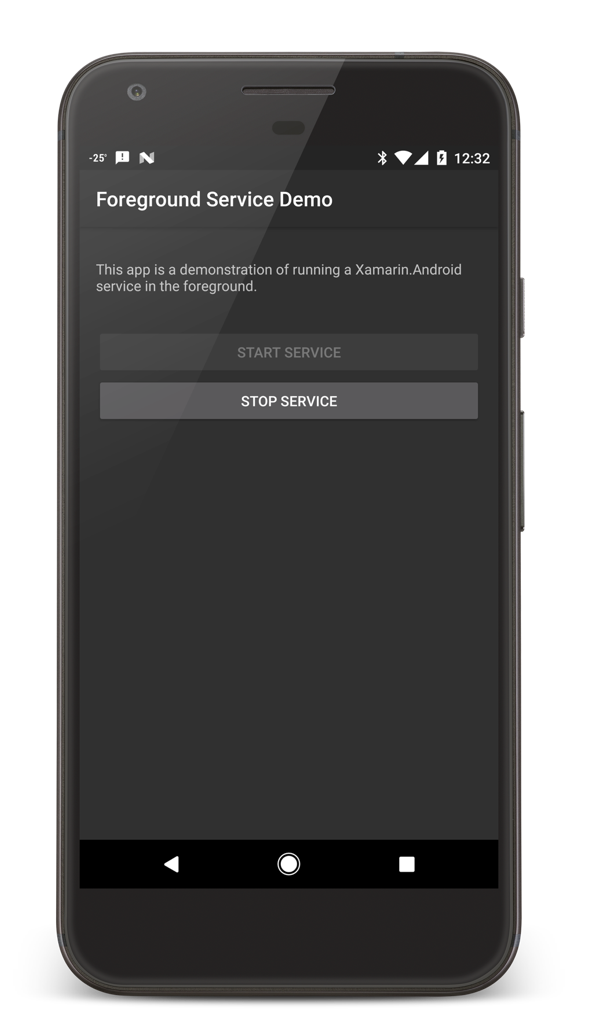 -25° 12:32
Foreground Service Demo
This app is a demonstration of running a Xamarin.Android
service in the foreground.
START SERVICE
STOP SERVICE